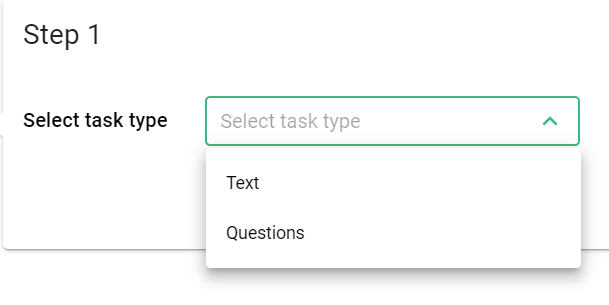 Step 1
Select task type Select task type
Text
Questions